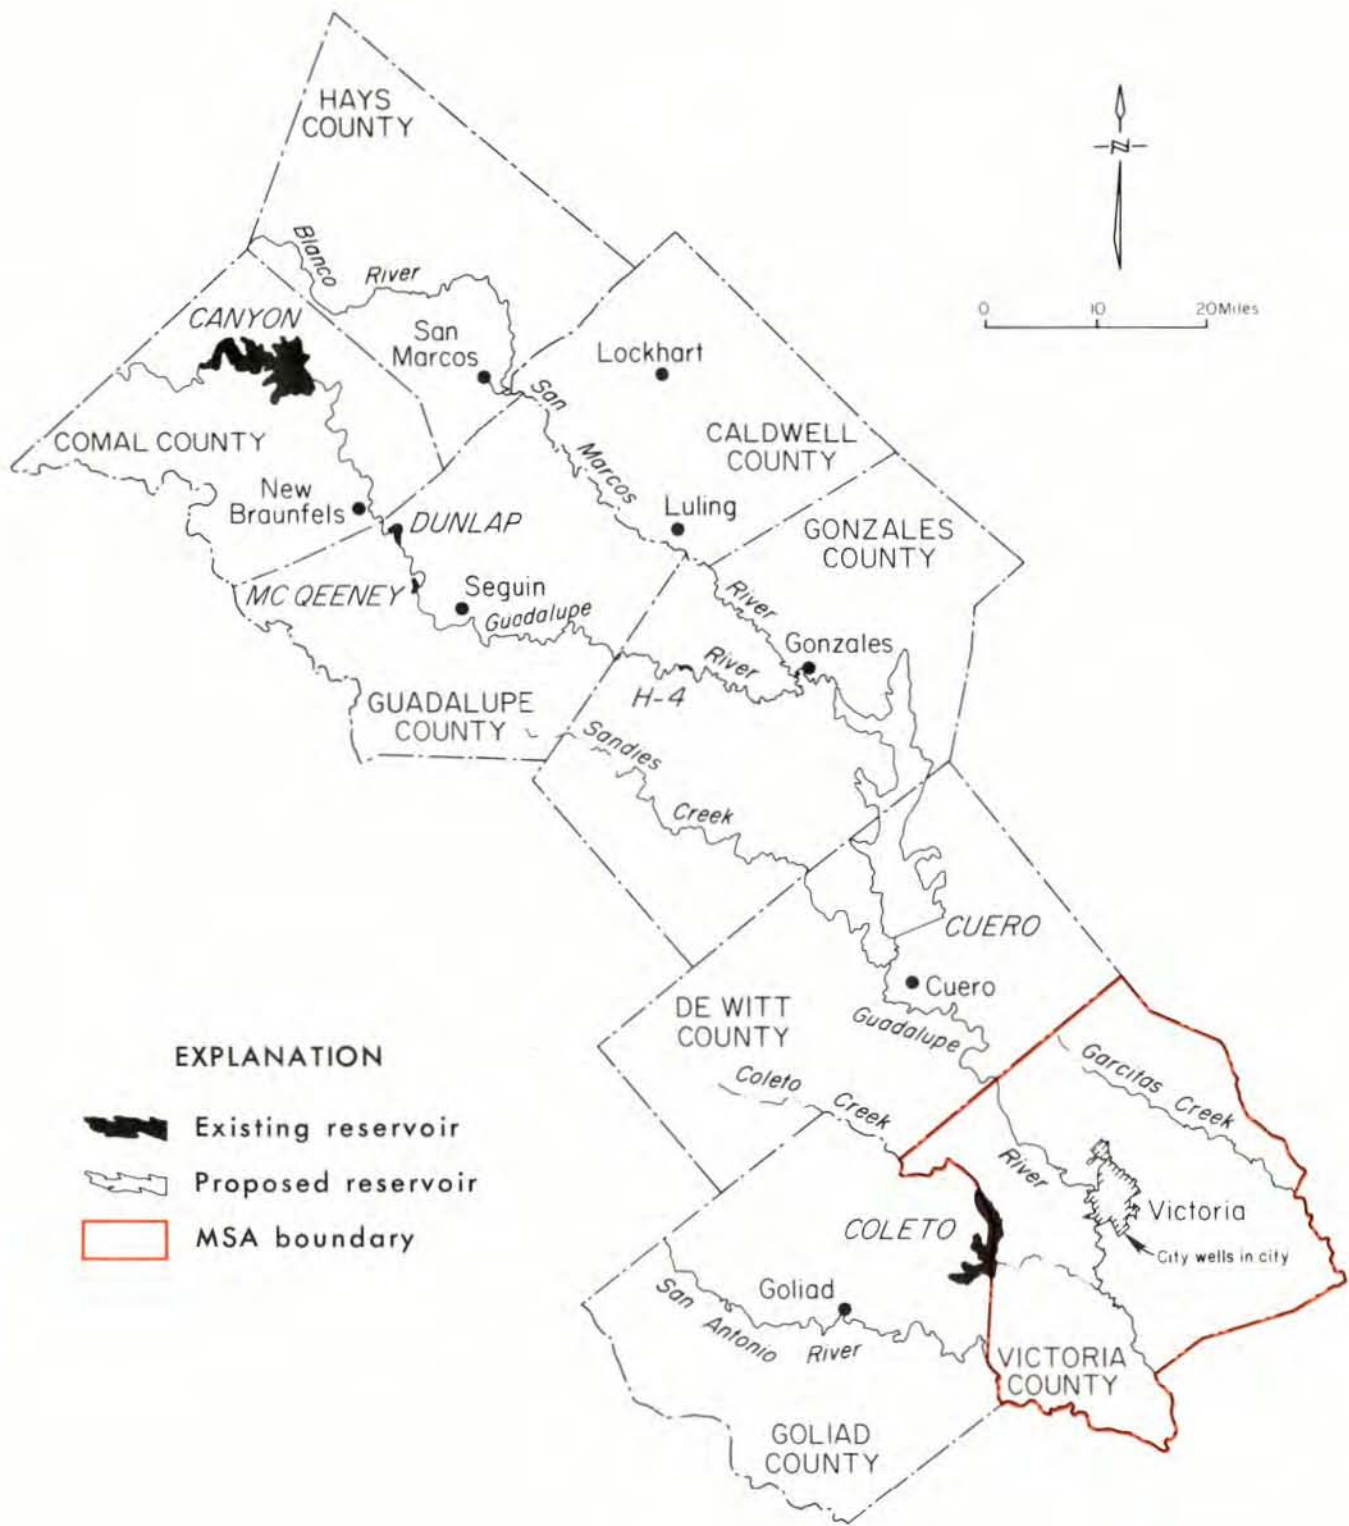 HAYS
COUNTY
N
Blanco
River
0 10 20 Miles
CANYON
San
Marcos
Lockhart
San
Marcos
COMAL COUNTY
CALDWELL
COUNTY
New
Braunfels
DUNLAP
Luling
GONZALES
COUNTY
MC QEENEY
Seguin
Guadalupe
River
River
Gonzales
H-4
GUADALUPE
COUNTY
Sandies
Creek
CUERO
Cuero
DE WITT
COUNTY
Guadalupe
Coleto
Creek
Garcitas Creek
River
EXPLANATION
Existing reservoir
Proposed reservoir
MSA boundary
Victoria
City wells in city
COLETO
Goliad
San
Antonio
River
VICTORIA
COUNTY
GOLIAD
COUNTY